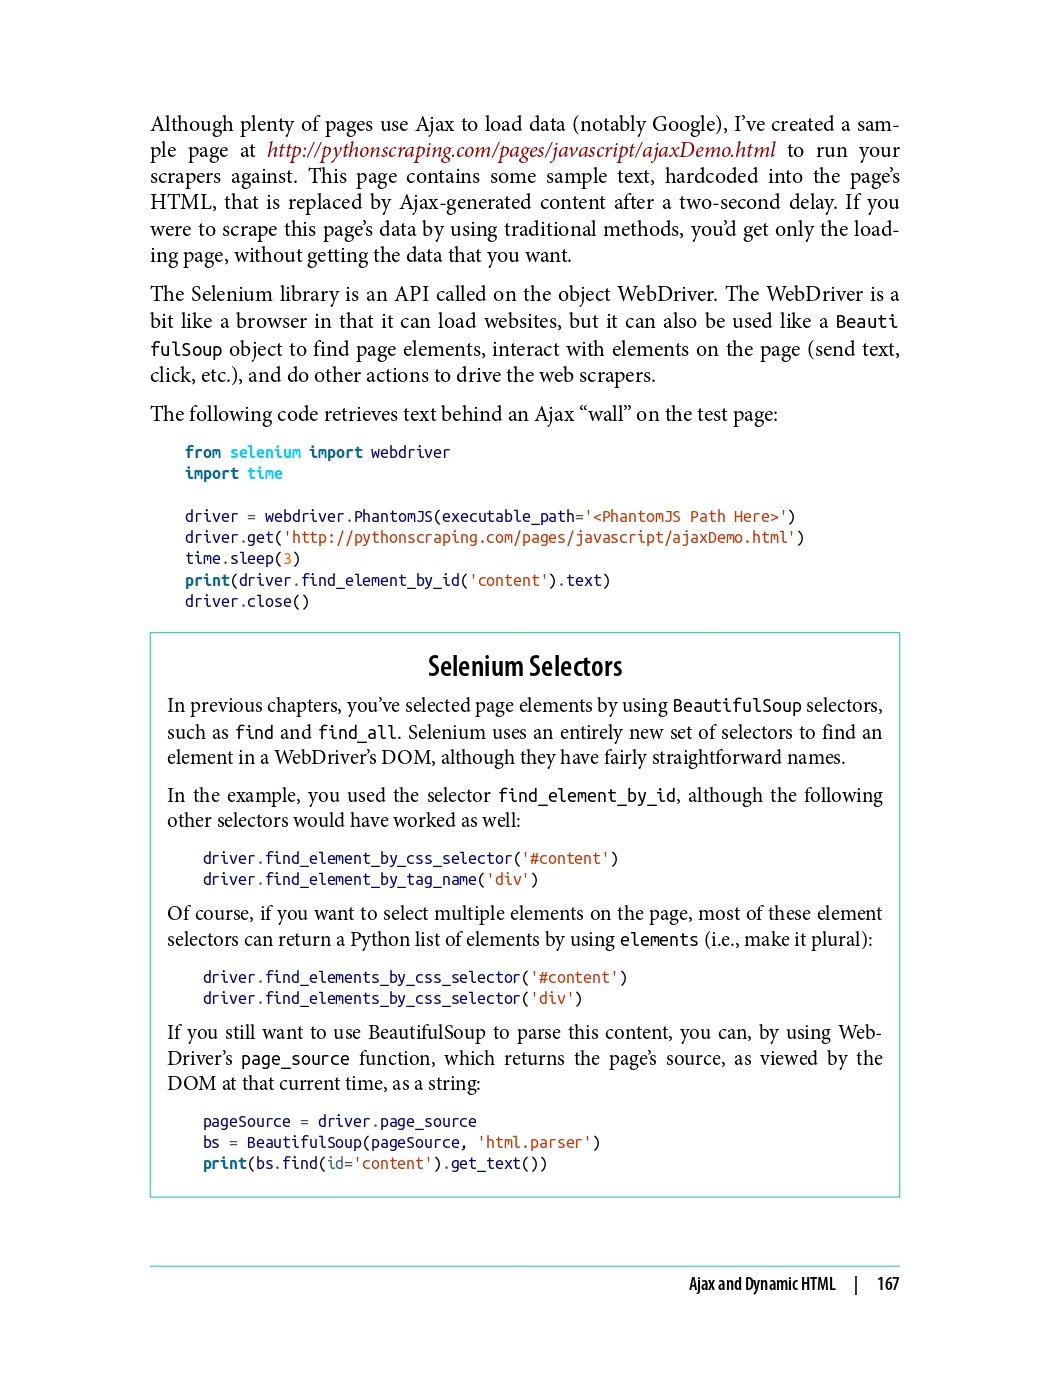 Although plenty of pages use Ajax to load data (notably Google), I’ve created a sam-
ple page at http://pythonscraping.com/pages/javascript/ajaxDemo.html to run your
scrapers against. This page contains some sample text, hardcoded into the page’s
HTML, that is replaced by Ajax-generated content after a two-second delay. If you
were to scrape this page’s data by using traditional methods, you’d get only the load-
ing page, without getting the data that you want.
The Selenium library is an API called on the object WebDriver. The WebDriver is a
bit like a browser in that it can load websites, but it can also be used like a Beauti
fulSoup object to find page elements, interact with elements on the page (send text,
click, etc.), and do other actions to drive the web scrapers.
The following code retrieves text behind an Ajax “wall” on the test page:
from selenium import webdriver
import time
driver = webdriver.PhantomJS(executable_path='<PhantomJS Path Here>')
driver.get('http://pythonscraping.com/pages/javascript/ajaxDemo.html')
time.sleep(3)
print(driver.find_element_by_id('content').text)
driver.close()
Selenium Selectors
In previous chapters, you’ve selected page elements by using BeautifulSoup selectors,
such as find and find_all. Selenium uses an entirely new set of selectors to find an
element in a WebDriver’s DOM, although they have fairly straightforward names.
In the example, you used the selector find_element_by_id, although the following
other selectors would have worked as well:
driver.find_element_by_css_selector('#content')
driver.find_element_by_tag_name('div')
Of course, if you want to select multiple elements on the page, most of these element
selectors can return a Python list of elements by using elements (i.e., make it plural):
driver.find_elements_by_css_selector('#content')
driver.find_elements_by_css_selector('div')
If you still want to use BeautifulSoup to parse this content, you can, by using Web-
Driver’s page_source function, which returns the page’s source, as viewed by the
DOM at that current time, as a string:
pageSource = driver.page_source
bs = BeautifulSoup(pageSource, 'html.parser')
print(bs.find(id='content').get_text())
Ajax and Dynamic HTML | 167